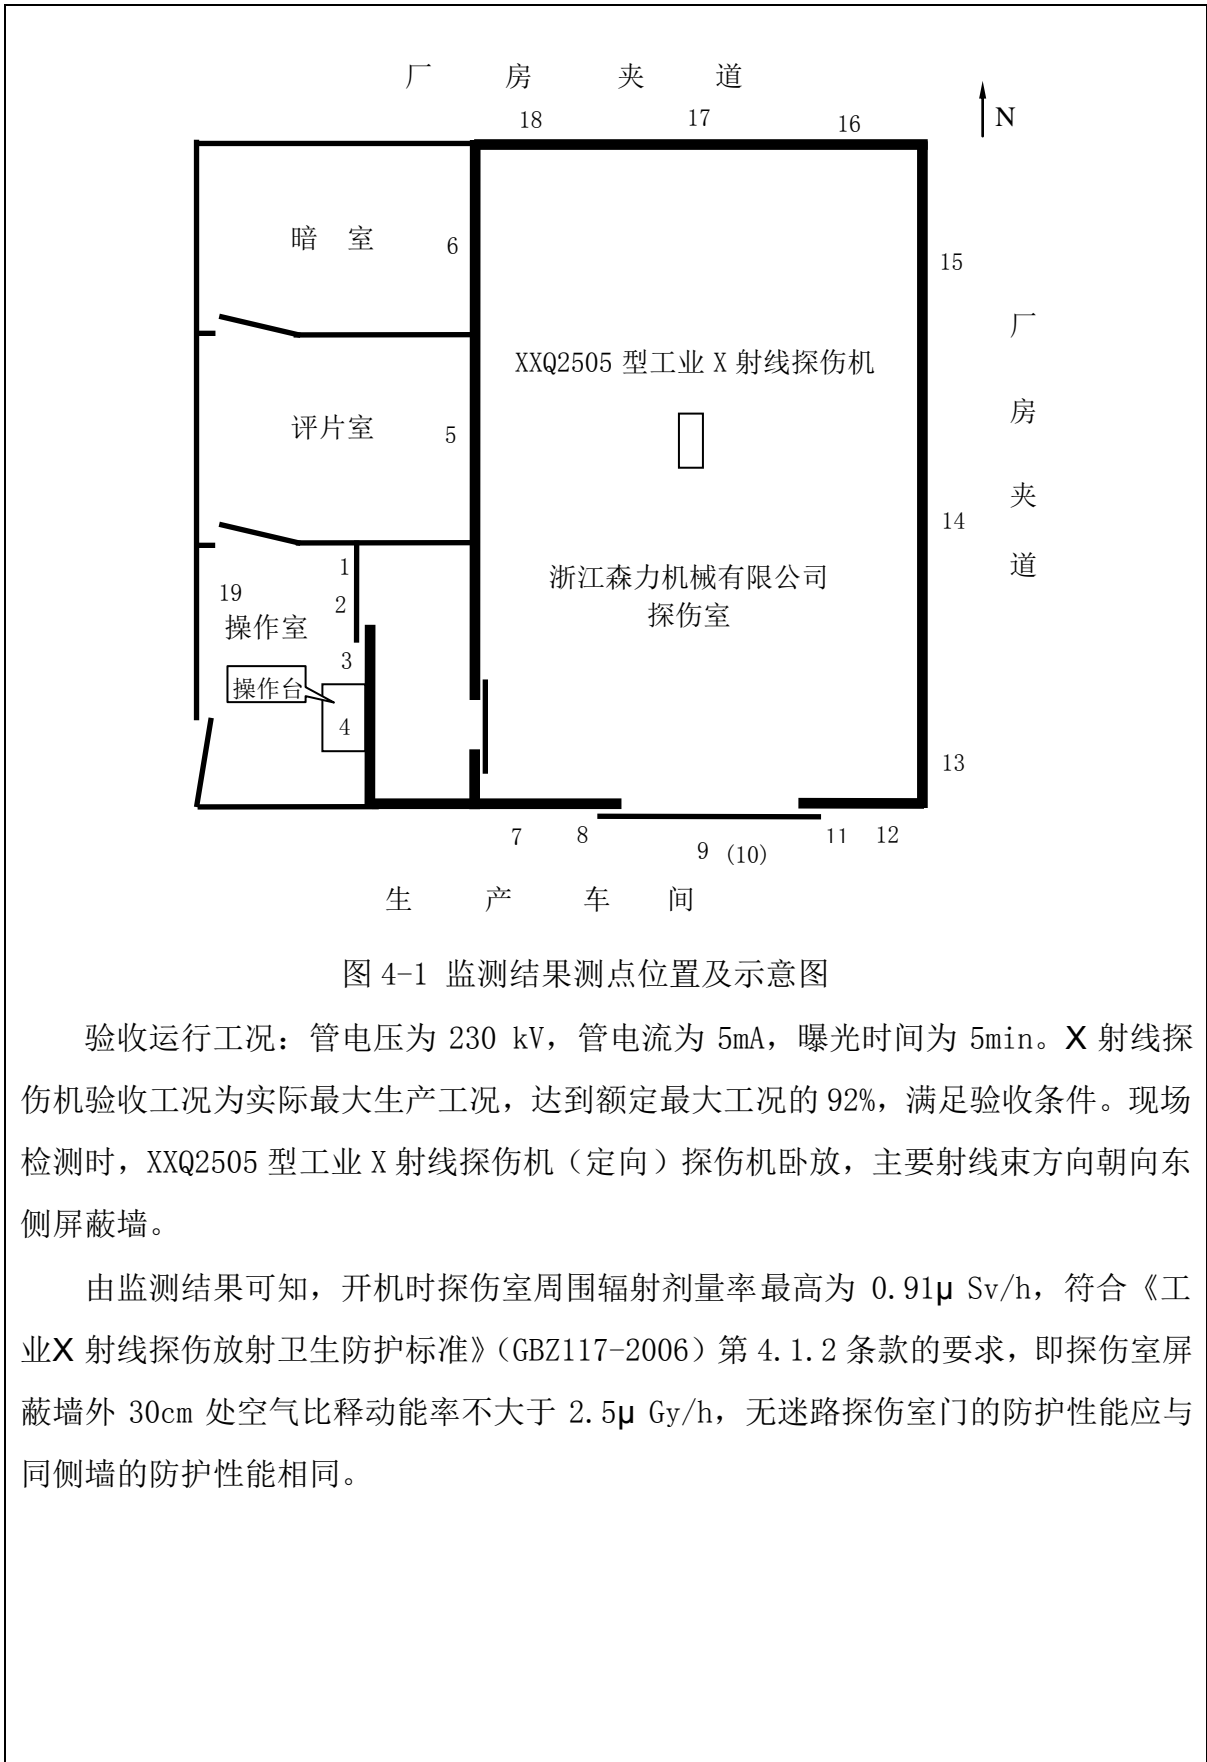 厂 房 夹 道
18 17 16
N
暗 室 6
15
厂
房
夹
道
XXQ2505 型工业 X 射线探伤机
评片室 5
14
浙江森力机械有限公司
探伤室
1
2
19
操作室
3
操作台
4
13
7 8 9 (10) 11 12
生 产 车 间
图 4-1 监测结果测点位置及示意图
验收运行工况：管电压为 230 kV，管电流为 5mA，曝光时间为 5min。X 射线探
伤机验收工况为实际最大生产工况，达到额定最大工况的 92%，满足验收条件。现场
检测时，XXQ2505 型工业 X 射线探伤机（定向）探伤机卧放，主要射线束方向朝向东
侧屏蔽墙。
由监测结果可知，开机时探伤室周围辐射剂量率最高为 0.91μ Sv/h，符合《工
业X 射线探伤放射卫生防护标准》（GBZ117-2006）第 4.1.2 条款的要求，即探伤室屏
蔽墙外 30cm 处空气比释动能率不大于 2.5μ Gy/h，无迷路探伤室门的防护性能应与
同侧墙的防护性能相同。